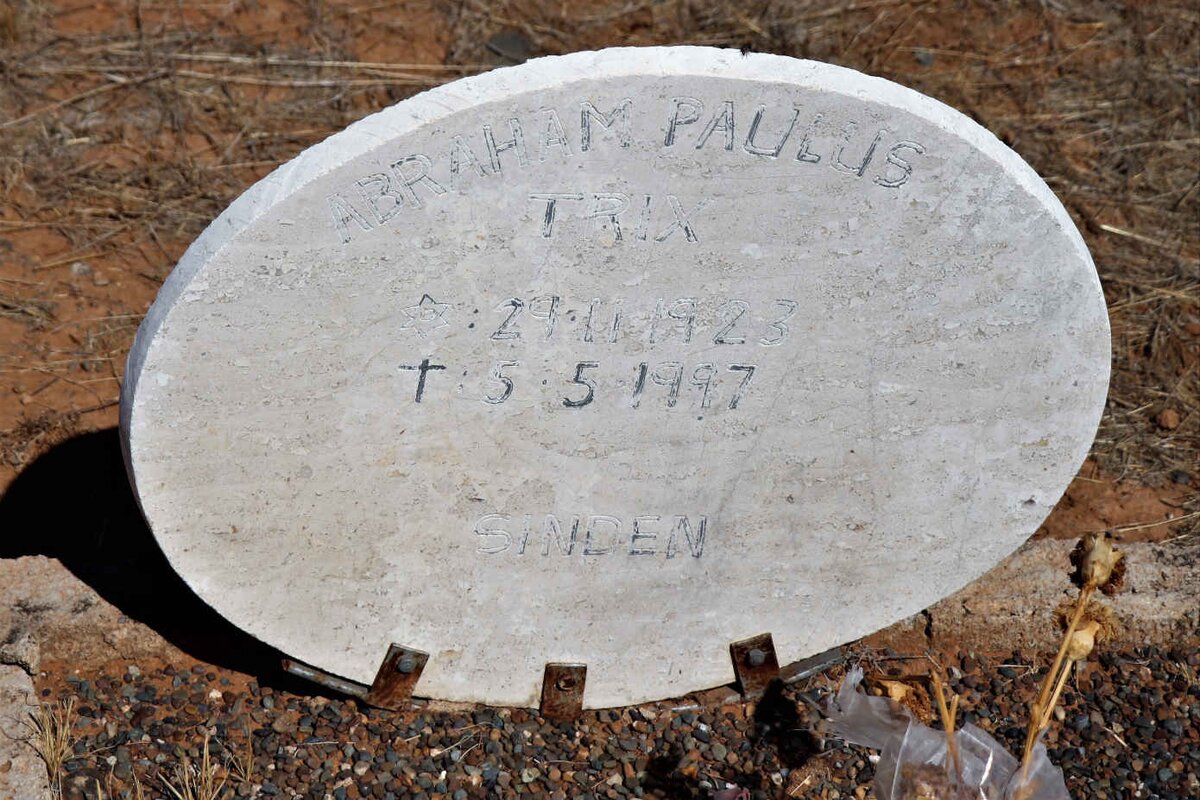 ABRAHAM PAULUS
TRIX
✡ : 29·11·1923
✝ : 5·5·1997
SINDEN